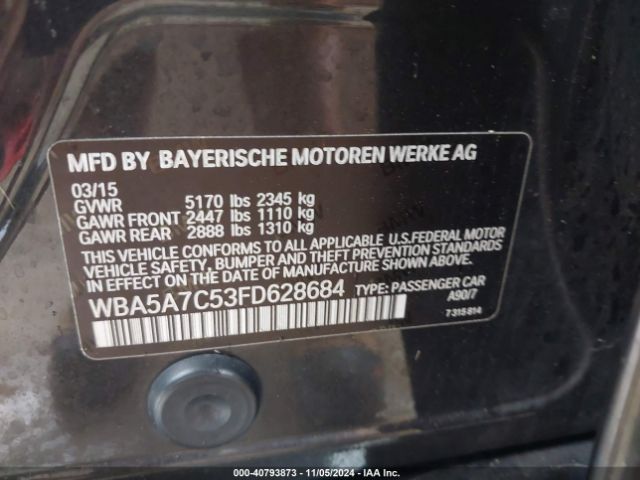 MFD BY BAYERISCHE MOTOREN WERKE AG
03/15
GVWR 5170 lbs 2345 kg
GAWR FRONT 2447 lbs 1110 kg
GAWR REAR 2888 lbs 1310 kg
THIS VEHICLE CONFORMS TO ALL APPLICABLE U.S.FEDERAL MOTOR
VEHICLE SAFETY, BUMPER AND THEFT PREVENTION STANDARDS
IN EFFECT ON THE DATE OF MANUFACTURE SHOWN ABOVE.
WBA5A7C53FD628684 TYPE: PASSENGER CAR
A90/7
7 315 814
000-40793873 - 11/05/2024 - IAA Inc.